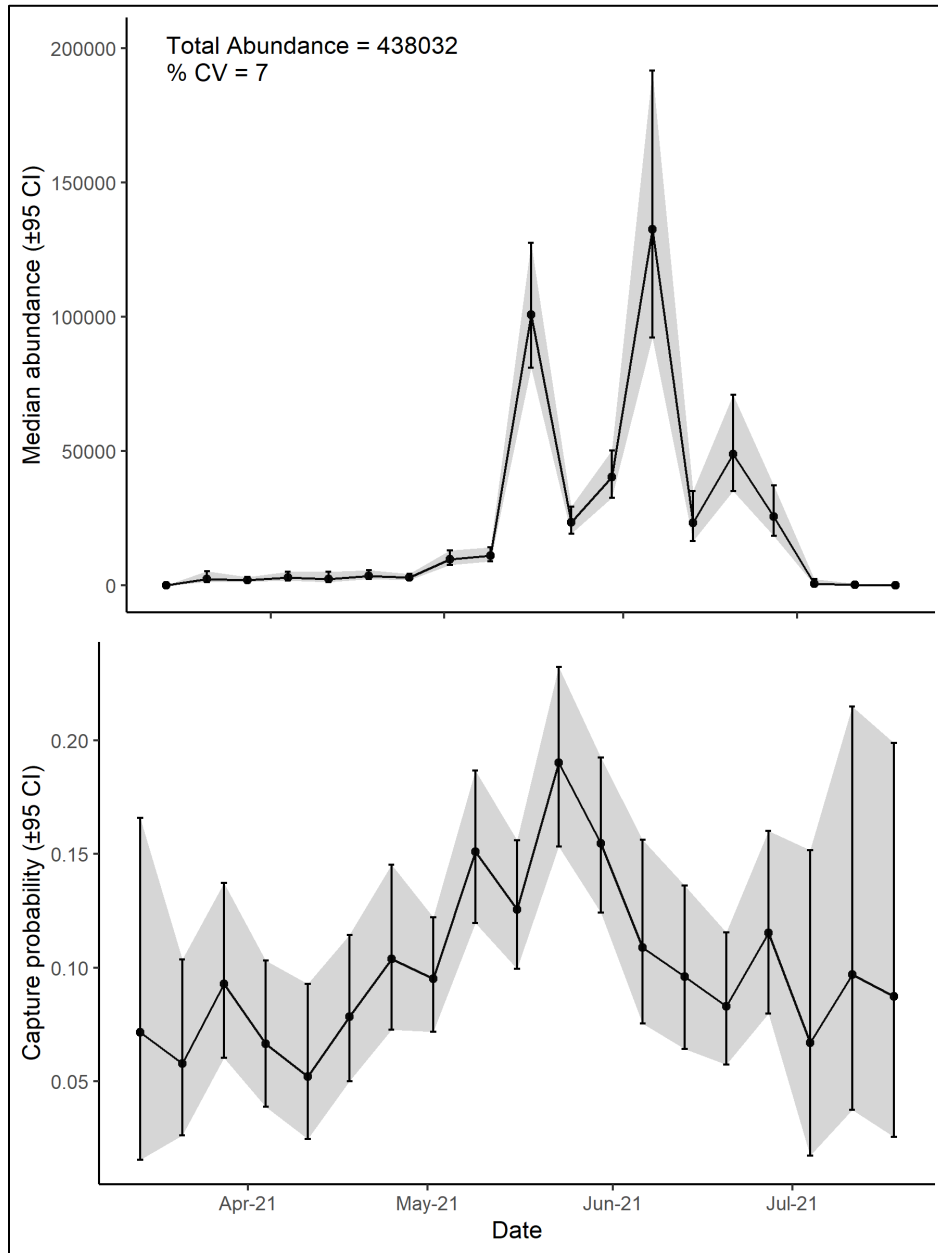 Total Abundance = 438032
% CV = 7
Median abundance (±95 CI)
200000
150000
100000
50000
0
Capture probability (±95 CI)
0.20
0.15
0.10
0.05
Apr-21
May-21
Jun-21
Jul-21
Date